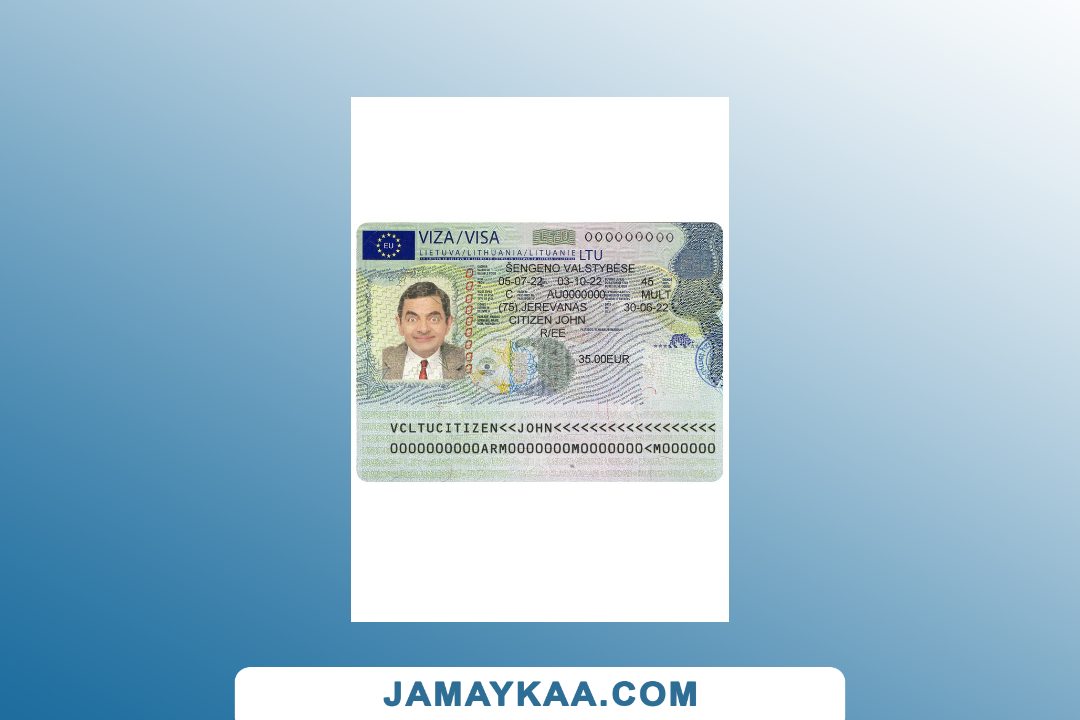 VIZA/VISA 000000000
LIETUVA/LITHUANIA/LITUANIE LTU
EU
ŠENGENO VALSTYBĖSE
05-07-22 03-10-22 45
C AU0000000 MULT
(75) JEREVANAS 30-06-22
CITIZEN JOHN
R/EE
35.00EUR
VCLTUCITIZEN<<JOHN<<<<<<<<<<<<<<<<<<
0000000000ARM0000000M0000000<M000000
JAMAYKAA.COM